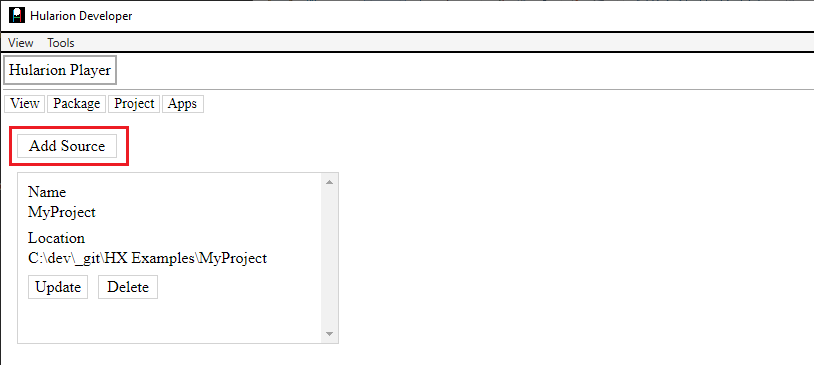 Hularion Developer
View Tools
Hularion Player
View Package Project Apps
Add Source
Name
MyProject
Location
C:\dev\_git\HX Examples\MyProject
Update Delete